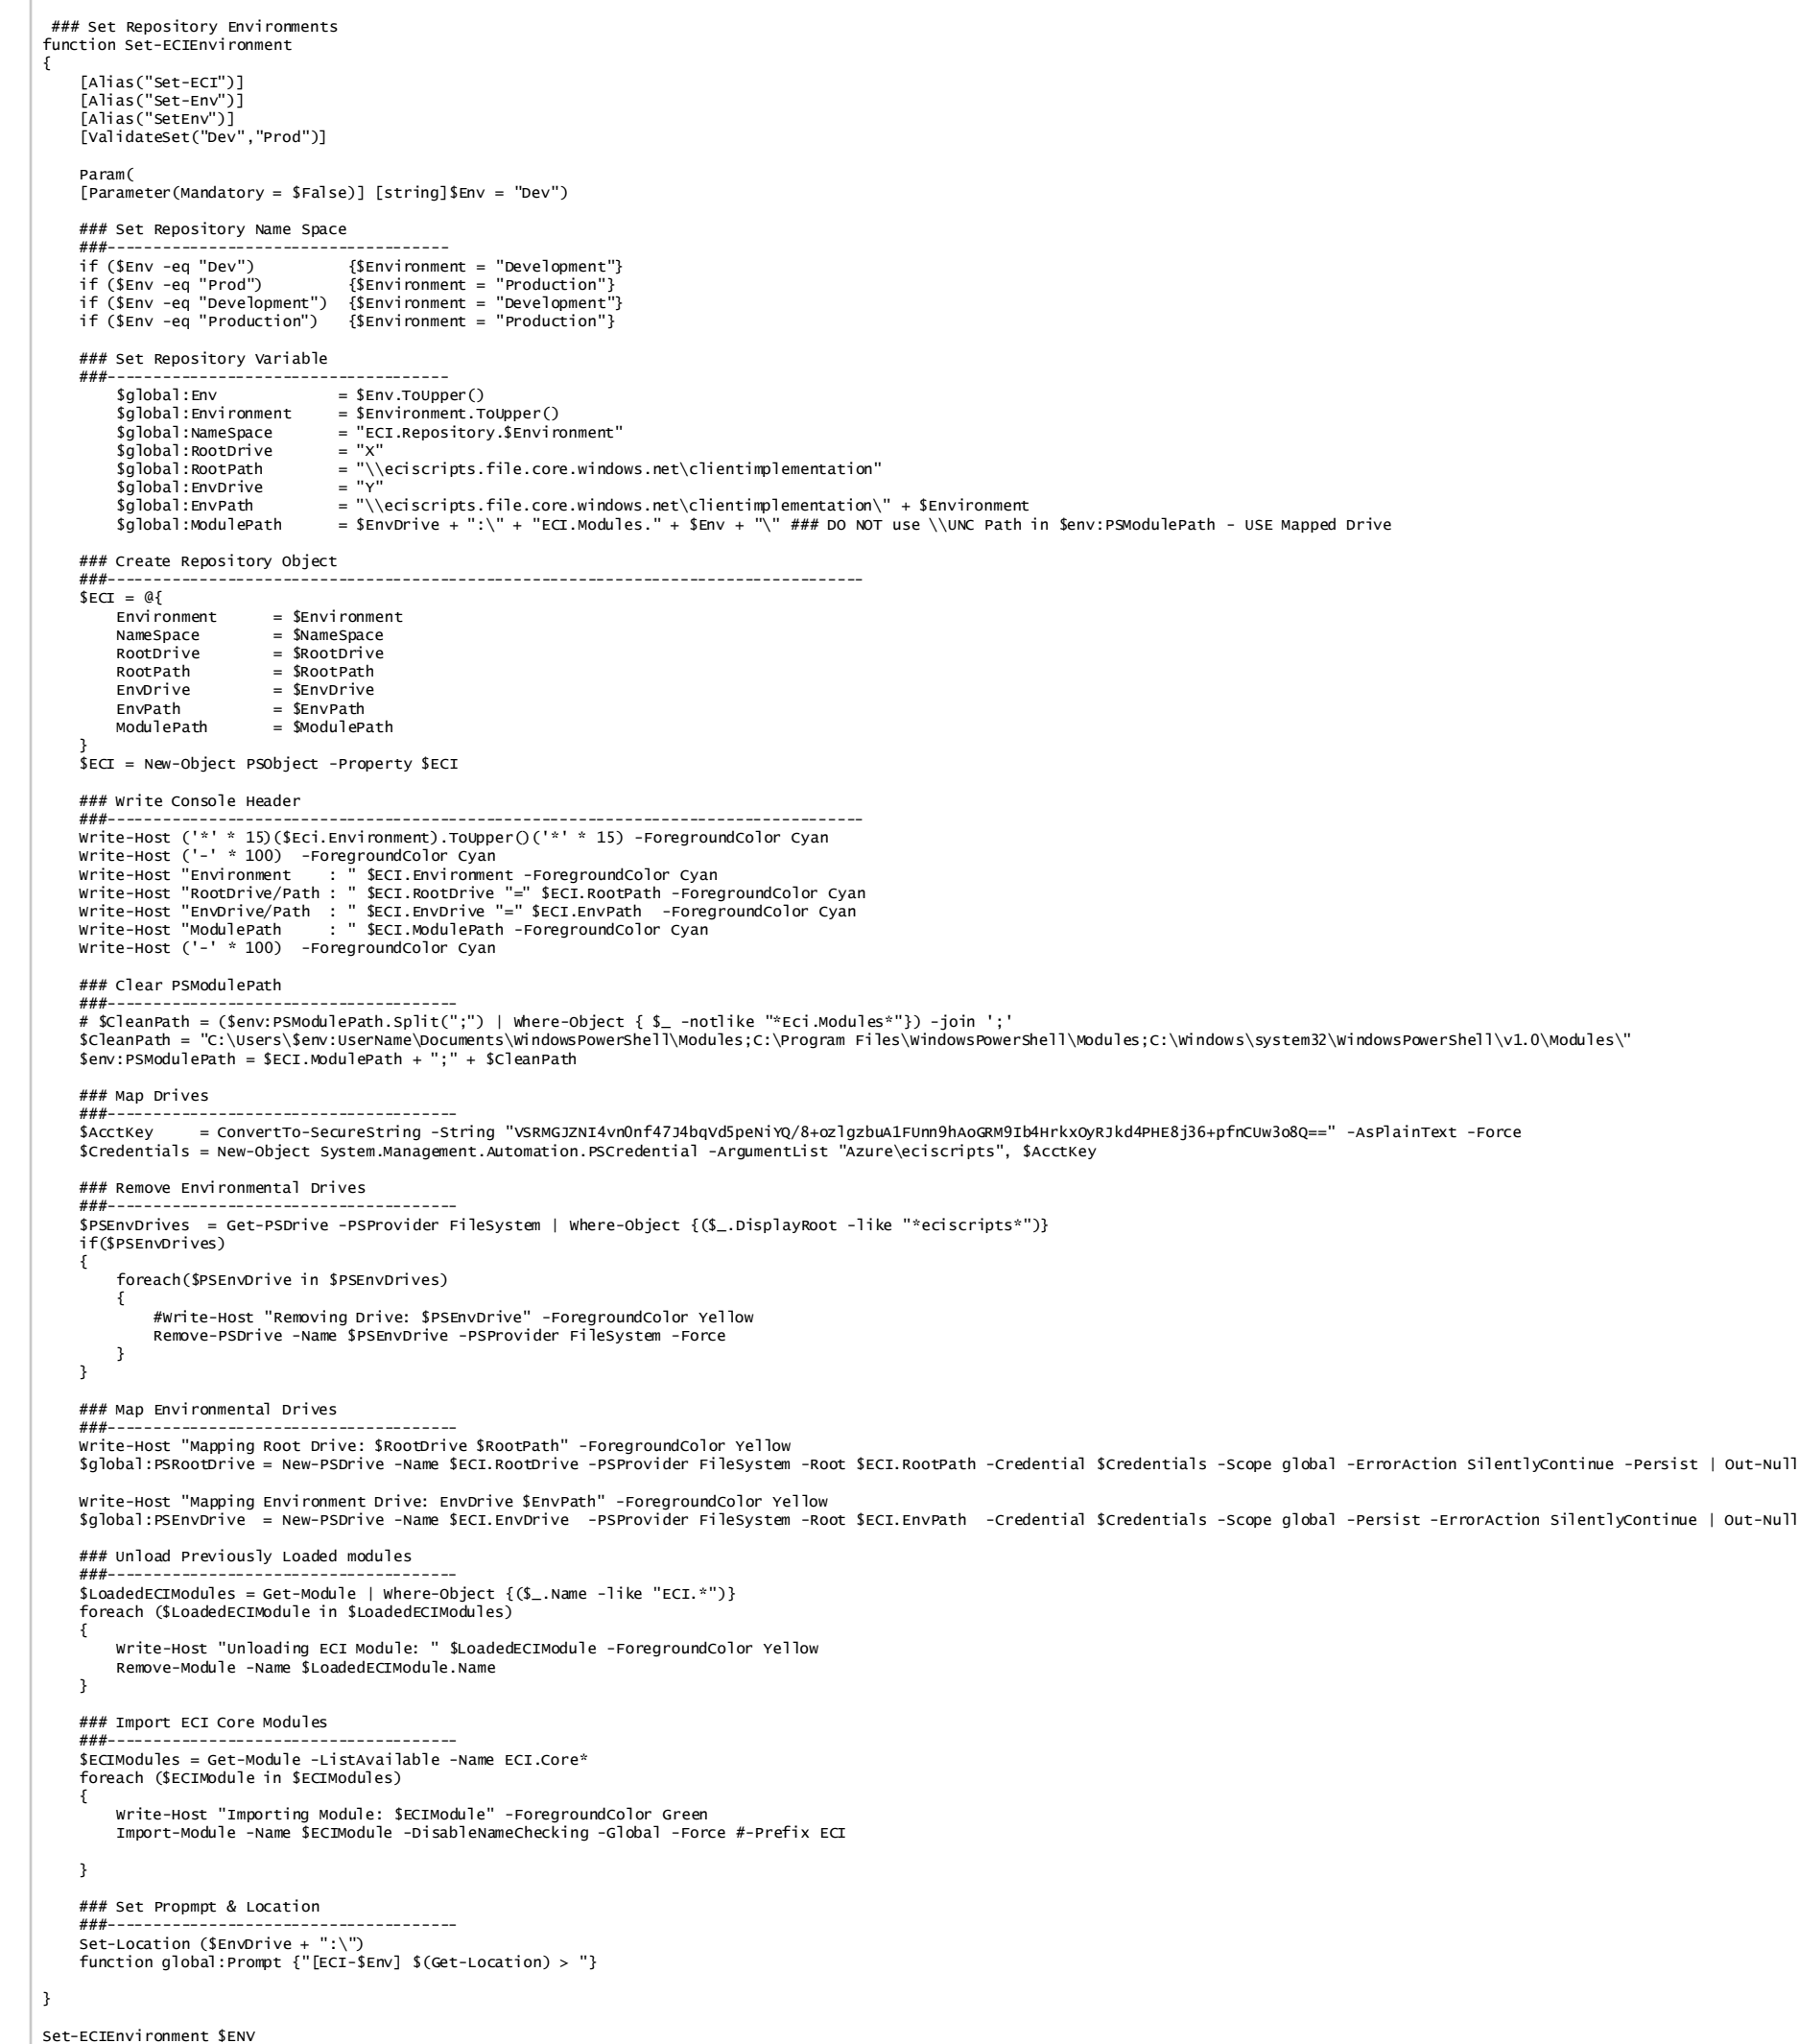 ### Set Repository Environments
function Set-ECIEnvironment
{
    [Alias("Set-ECI")]
    [Alias("Set-Env")]
    [Alias("SetEnv")]
    [ValidateSet("Dev","Prod")]

    Param(
    [Parameter(Mandatory = $False)] [string]$Env = "Dev")

    ### Set Repository Name Space
    ###-------------------------------------
    if ($Env -eq "Dev")          {$Environment = "Development"}
    if ($Env -eq "Prod")         {$Environment = "Production"}
    if ($Env -eq "Development")  {$Environment = "Development"}
    if ($Env -eq "Production")   {$Environment = "Production"}

    ### Set Repository Variable
    ###-------------------------------------
        $global:Env             = $Env.ToUpper()
        $global:Environment     = $Environment.ToUpper()
        $global:NameSpace       = "ECI.Repository.$Environment"
        $global:RootDrive       = "X"
        $global:RootPath        = "\\eciscripts.file.core.windows.net\clientimplementation"
        $global:EnvDrive        = "Y"
        $global:EnvPath         = "\\eciscripts.file.core.windows.net\clientimplementation\" + $Environment
        $global:ModulePath      = $EnvDrive + ":\" + "ECI.Modules." + $Env + "\" ### DO NOT use \\UNC Path in $env:PSModulePath - USE Mapped Drive

    ### Create Repository Object
    ###----------------------------------------------------------------------------------
    $ECI = @{
        Environment      = $Environment
        NameSpace        = $NameSpace
        RootDrive        = $RootDrive
        RootPath         = $RootPath
        EnvDrive         = $EnvDrive
        EnvPath          = $EnvPath
        ModulePath       = $ModulePath
    }
    $ECI = New-Object PSObject -Property $ECI

    ### Write Console Header
    ###----------------------------------------------------------------------------------
    Write-Host ('*' * 15)($Eci.Environment).ToUpper()('*' * 15) -ForegroundColor Cyan
    Write-Host ('-' * 100)  -ForegroundColor Cyan
    Write-Host "Environment    : " $ECI.Environment -ForegroundColor Cyan
    Write-Host "RootDrive/Path : " $ECI.RootDrive "=" $ECI.RootPath -ForegroundColor Cyan
    Write-Host "EnvDrive/Path  : " $ECI.EnvDrive "=" $ECI.EnvPath  -ForegroundColor Cyan
    Write-Host "ModulePath     : " $ECI.ModulePath -ForegroundColor Cyan
    Write-Host ('-' * 100)  -ForegroundColor Cyan

    ### Clear PSModulePath
    ###--------------------------------------
    # $CleanPath = ($env:PSModulePath.Split(";") | Where-Object { $_ -notlike "*Eci.Modules*"}) -join ';'
    $CleanPath = "C:\Users\$env:UserName\Documents\WindowsPowerShell\Modules;C:\Program Files\WindowsPowerShell\Modules;C:\Windows\system32\WindowsPowerShell\v1.0\Modules\"
    $env:PSModulePath = $ECI.ModulePath + ";" + $CleanPath

    ### Map Drives
    ###--------------------------------------
    $AcctKey     = ConvertTo-SecureString -String "VSRMGJZNI4vn0nf47J4bqVd5peNiYQ/8+ozlgzbuA1FUnn9hAoGRM9Ib4HrkxOyRJkd4PHE8j36+pfnCUw3o8Q==" -AsPlainText -Force
    $Credentials = New-Object System.Management.Automation.PSCredential -ArgumentList "Azure\eciscripts", $AcctKey

    ### Remove Environmental Drives
    ###--------------------------------------
    $PSEnvDrives  = Get-PSDrive -PSProvider FileSystem | Where-Object {($_.DisplayRoot -like "*eciscripts*")}
    if($PSEnvDrives)
    {
        foreach($PSEnvDrive in $PSEnvDrives)
        {
            #Write-Host "Removing Drive: $PSEnvDrive" -ForegroundColor Yellow
            Remove-PSDrive -Name $PSEnvDrive -PSProvider FileSystem -Force
        }
    }

    ### Map Environmental Drives
    ###--------------------------------------
    Write-Host "Mapping Root Drive: $RootDrive $RootPath" -ForegroundColor Yellow
    $global:PSRootDrive = New-PSDrive -Name $ECI.RootDrive -PSProvider FileSystem -Root $ECI.RootPath -Credential $Credentials -Scope global -ErrorAction SilentlyContinue -Persist | Out-Null

    Write-Host "Mapping Environment Drive: EnvDrive $EnvPath" -ForegroundColor Yellow
    $global:PSEnvDrive  = New-PSDrive -Name $ECI.EnvDrive  -PSProvider FileSystem -Root $ECI.EnvPath  -Credential $Credentials -Scope global -Persist -ErrorAction SilentlyContinue | Out-Null

    ### Unload Previously Loaded modules
    ###--------------------------------------
    $LoadedECIModules = Get-Module | Where-Object {($_.Name -like "ECI.*")}
    foreach ($LoadedECIModule in $LoadedECIModules)
    {
        Write-Host "Unloading ECI Module: " $LoadedECIModule -ForegroundColor Yellow
        Remove-Module -Name $LoadedECIModule.Name
    }

    ### Import ECI Core Modules
    ###--------------------------------------
    $ECIModules = Get-Module -ListAvailable -Name ECI.Core*
    foreach ($ECIModule in $ECIModules)
    {
        Write-Host "Importing Module: $ECIModule" -ForegroundColor Green
        Import-Module -Name $ECIModule -DisableNameChecking -Global -Force #-Prefix ECI

    }

    ### Set Propmpt & Location
    ###--------------------------------------
    Set-Location ($EnvDrive + ":\")
    function global:Prompt {"[ECI-$Env] $(Get-Location) > "}

}

Set-ECIEnvironment $ENV